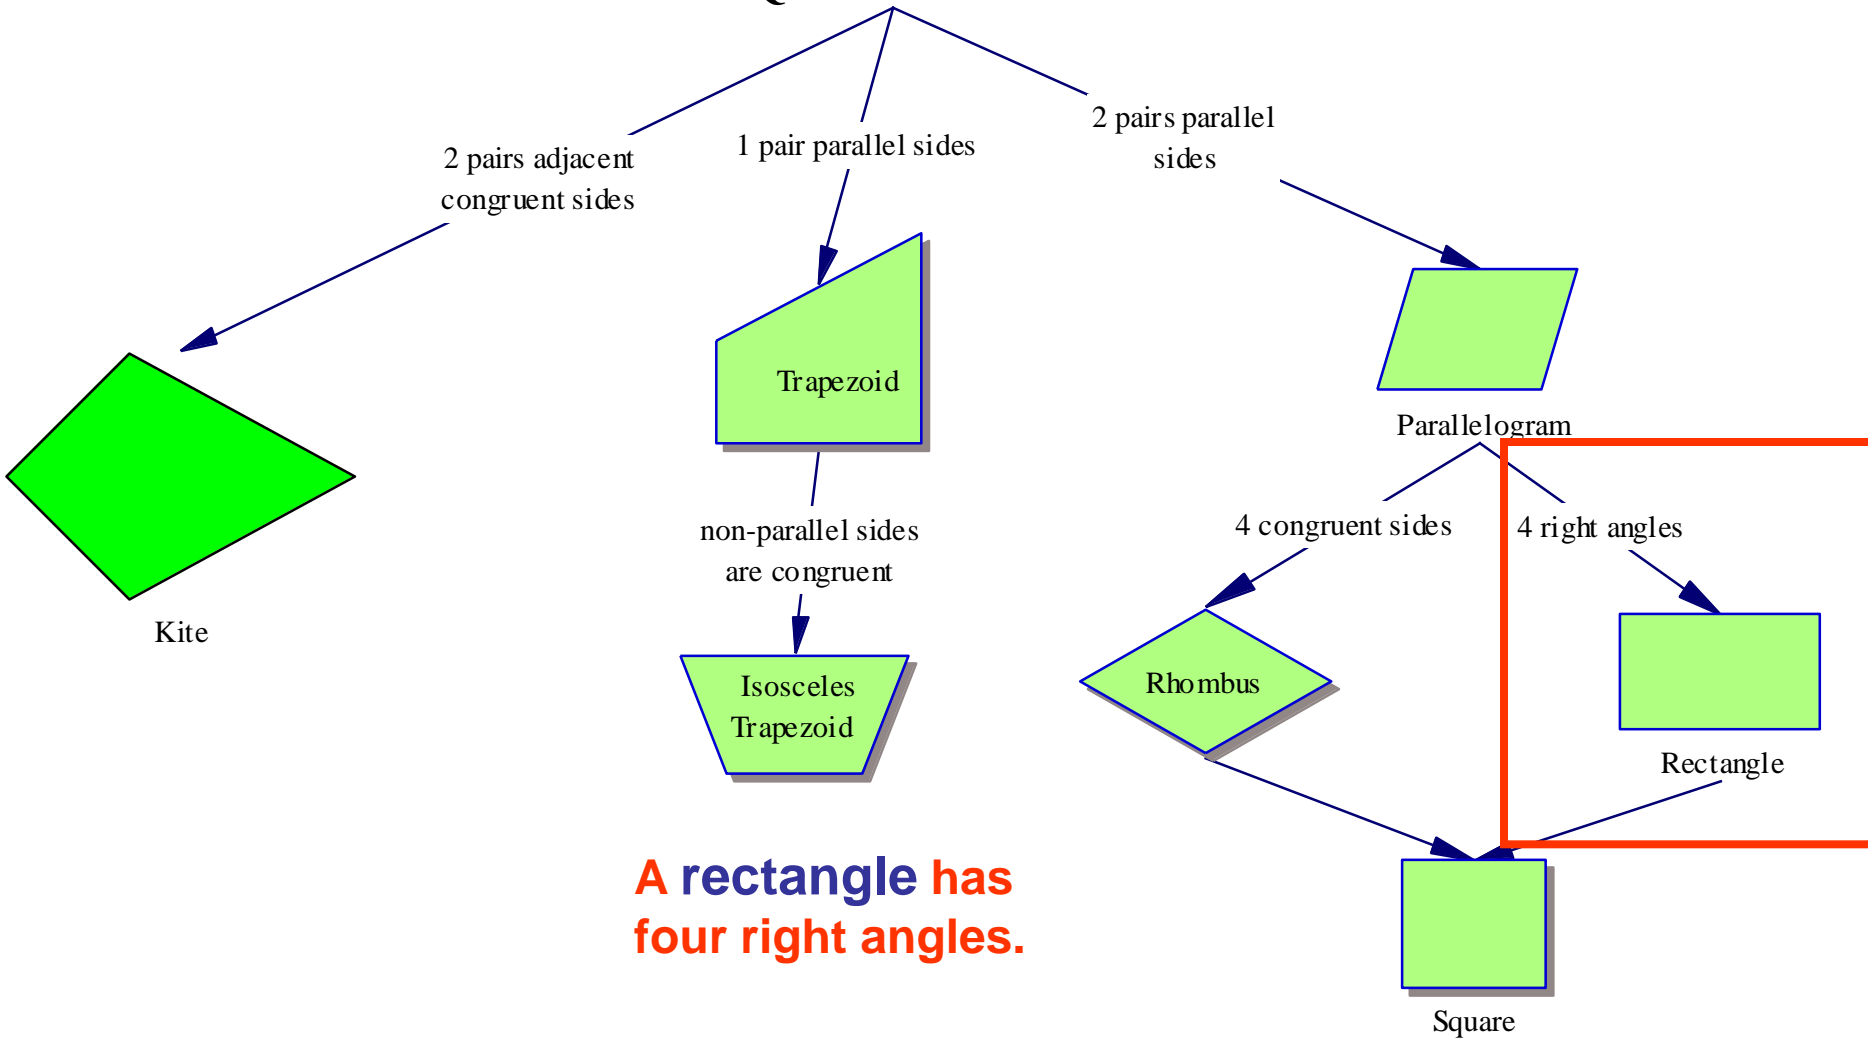 2 pairs adjacent
congruent sides
1 pair parallel sides
2 pairs parallel
sides
Trapezoid
Parallelogram
non-parallel sides
are congruent
4 congruent sides
4 right angles
Kite
Isosceles
Trapezoid
Rhombus
Rectangle
A rectangle has
four right angles.
Square